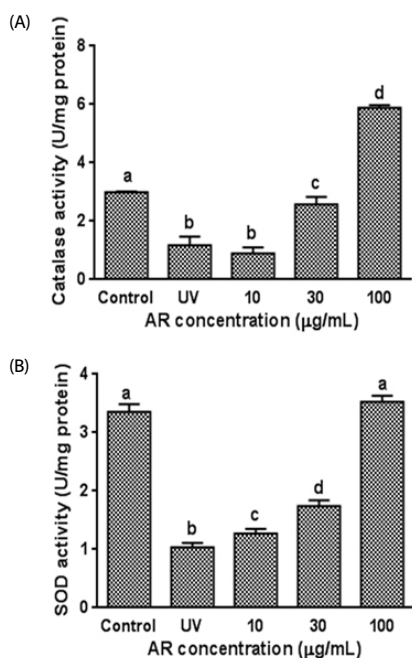 (A)
Catalase activity (U/mg protein)
8
6
4
2
0
a
b
b
c
d
Control UV 10 30 100
AR concentration (μg/mL)
(B)
SOD activity (U/mg protein)
4
3
2
1
0
a
b
c
d
a
Control UV 10 30 100
AR concentration (μg/mL)